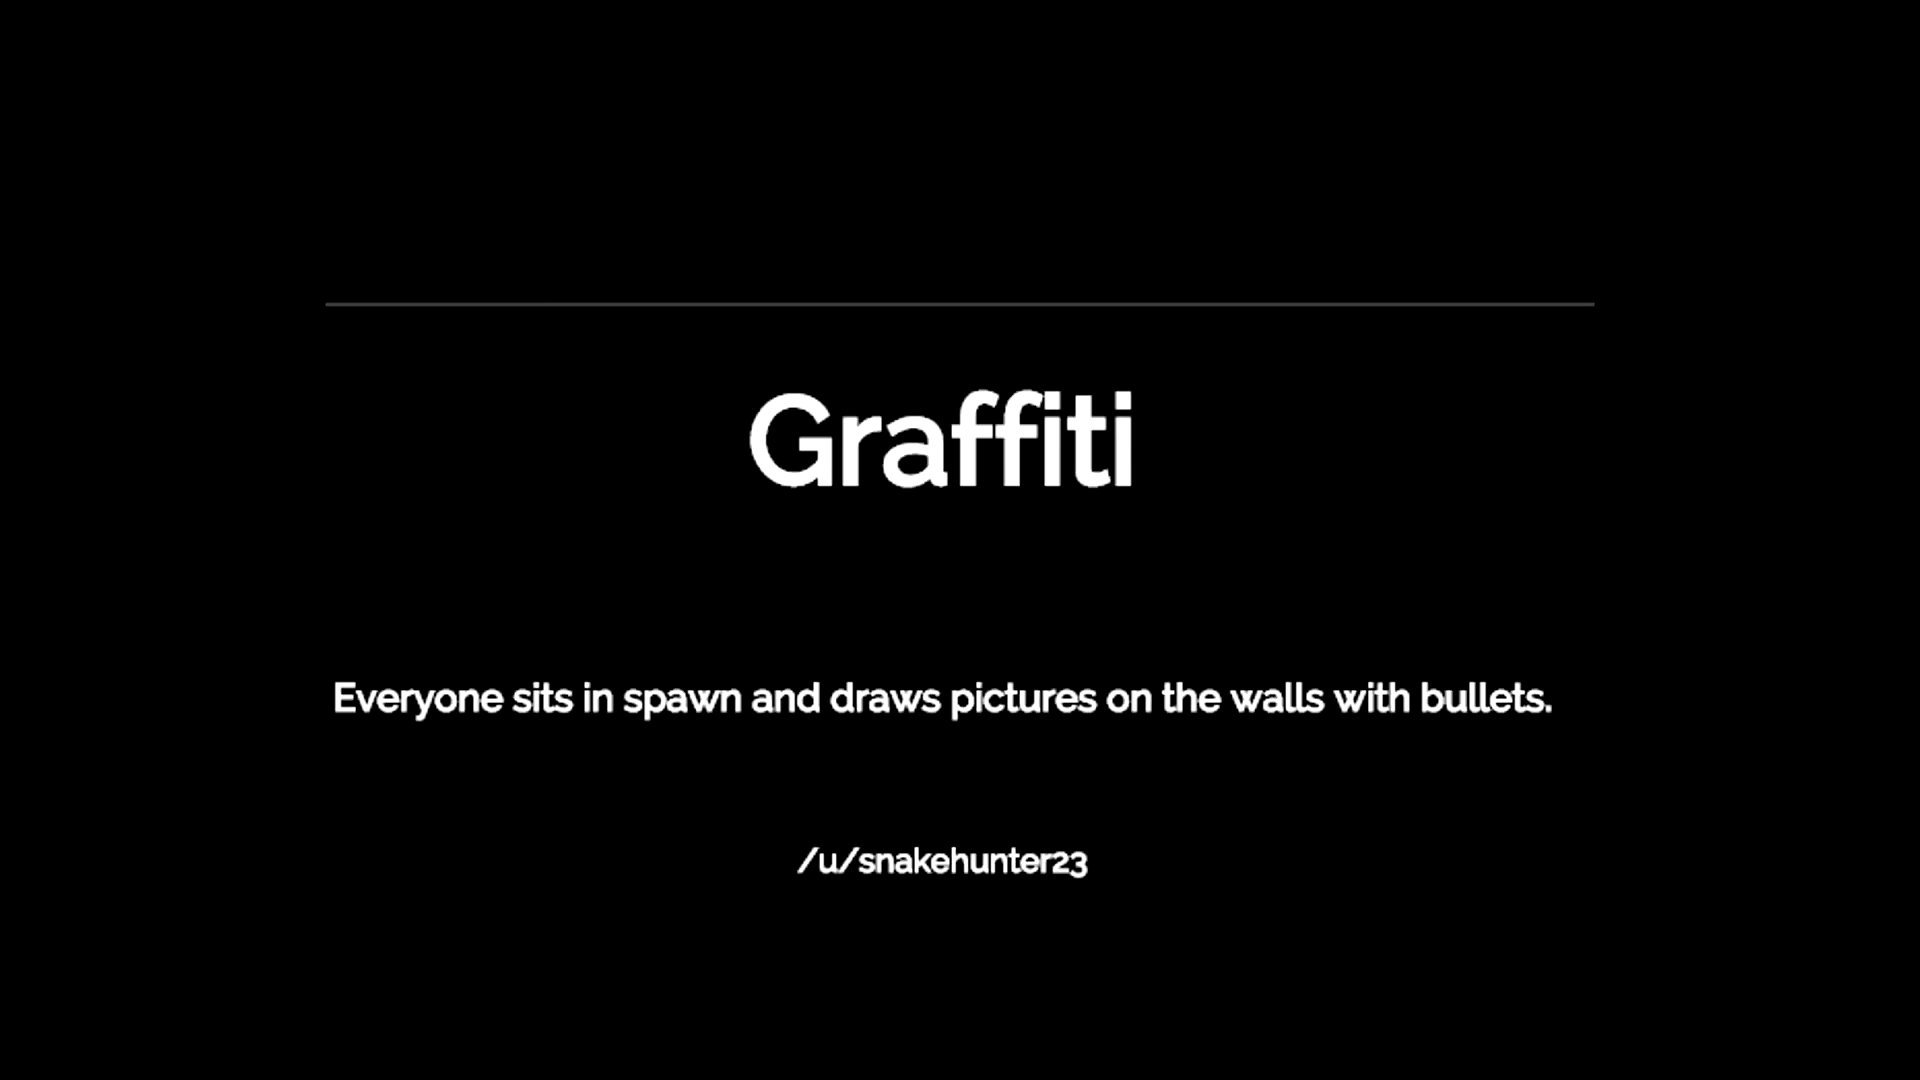 Graffiti
Everyone sits in spawn and draws pictures on the walls with bullets.
/u/snakehunter23